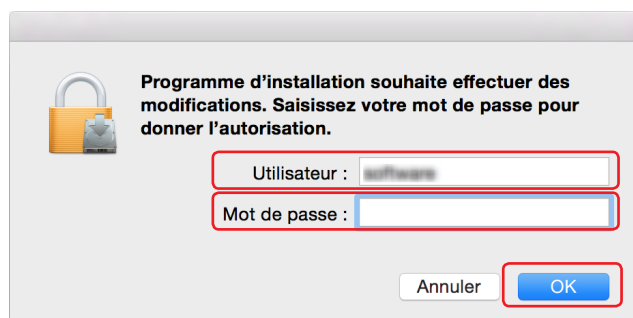 Programme d’installation souhaite effectuer des
modifications. Saisissez votre mot de passe pour
donner l’autorisation.
Utilisateur : software
Mot de passe :
Annuler OK